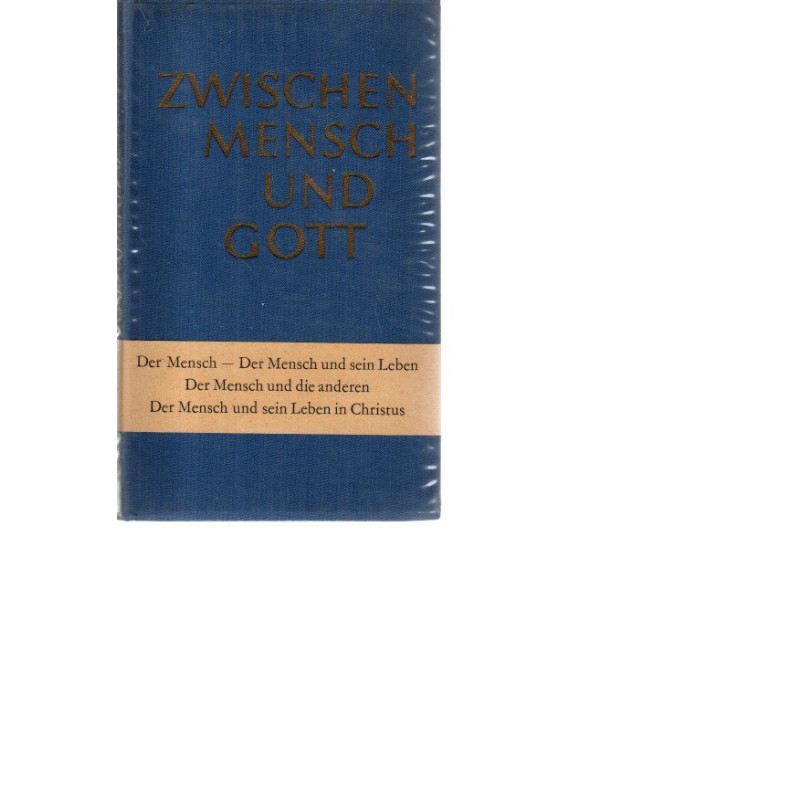 ZWISCHEN
MENSCH
UND
GOTT
Der Mensch — Der Mensch und sein Leben
Der Mensch und die anderen
Der Mensch und sein Leben in Christus